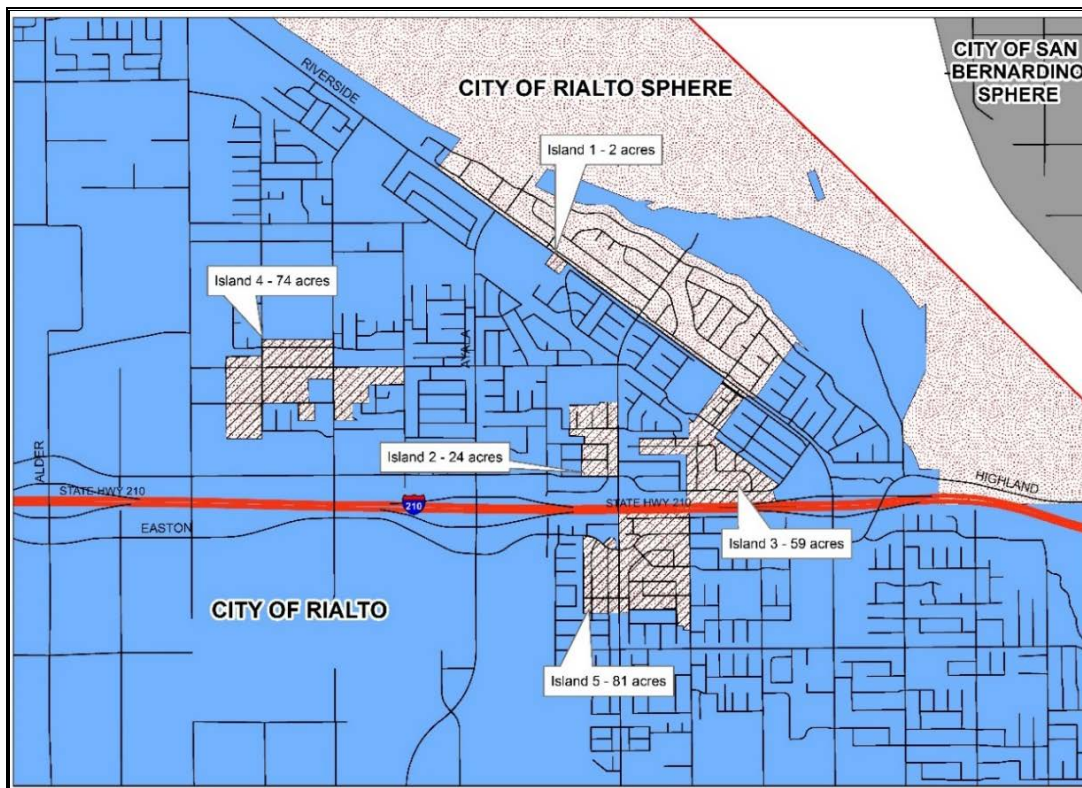 CITY OF SAN
BERNARDINO
SPHERE
RIVERSIDE
CITY OF RIALTO SPHERE
Island 1 - 2 acres
Island 4 - 74 acres
AYALA
ALDER
Island 2 - 24 acres
HIGHLAND
STATE HWY 210
210
STATE HWY 210
EASTON
Island 3 - 59 acres
CITY OF RIALTO
Island 5 - 81 acres